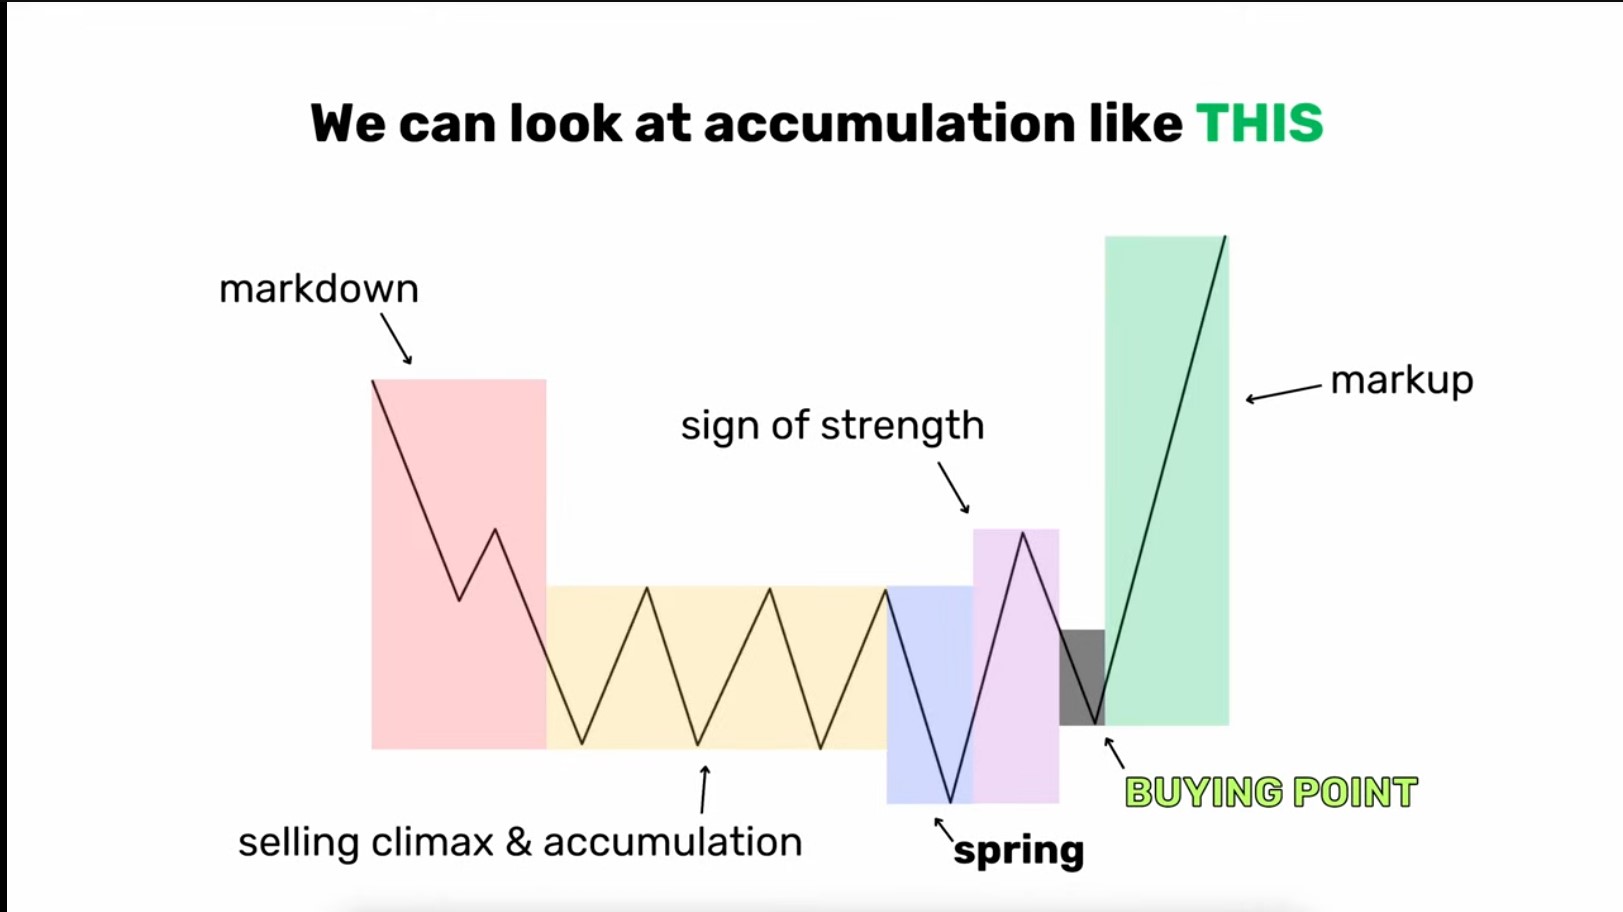 We can look at accumulation like THIS
markdown
markup
sign of strength
BUYING POINT
selling climax & accumulation
spring